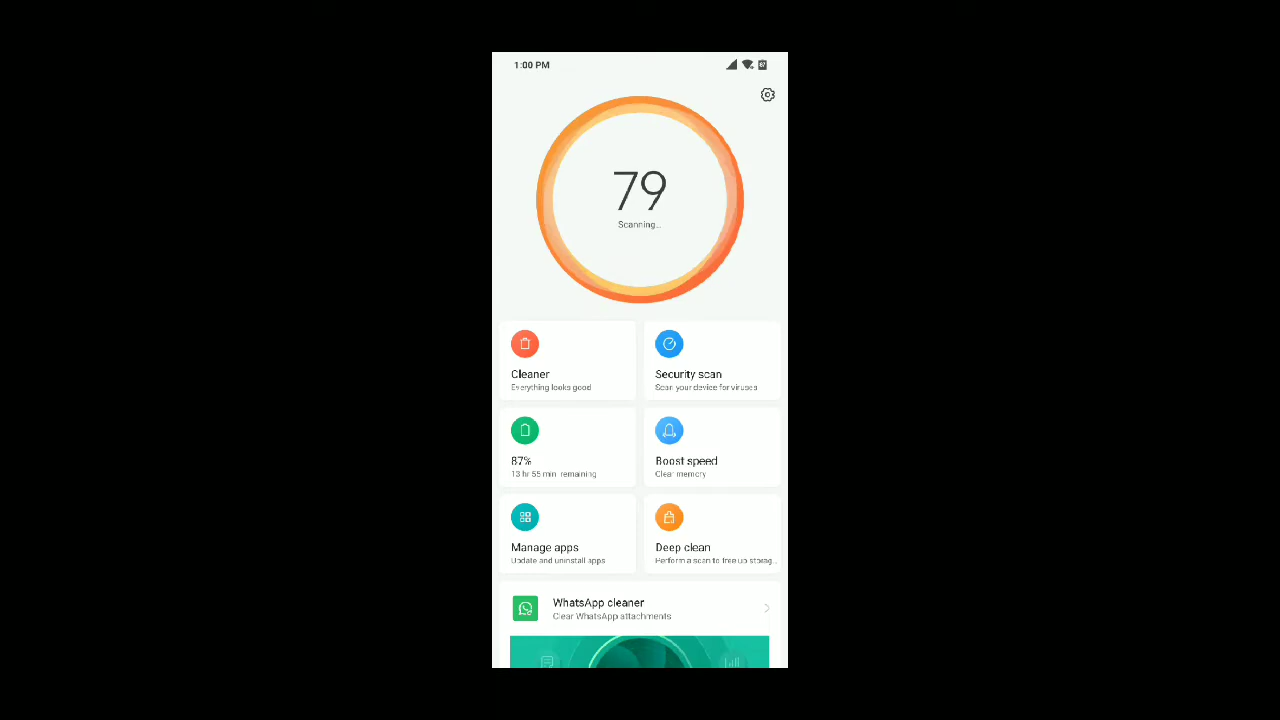 1:00 PM
87
79
Scanning...
Cleaner
Everything looks good
Security scan
Scan your device for viruses
87%
13 hr 55 min remaining
Boost speed
Clear memory
Manage apps
Update and uninstall apps
Deep clean
Perform a scan to free up storag...
WhatsApp cleaner
Clear WhatsApp attachments